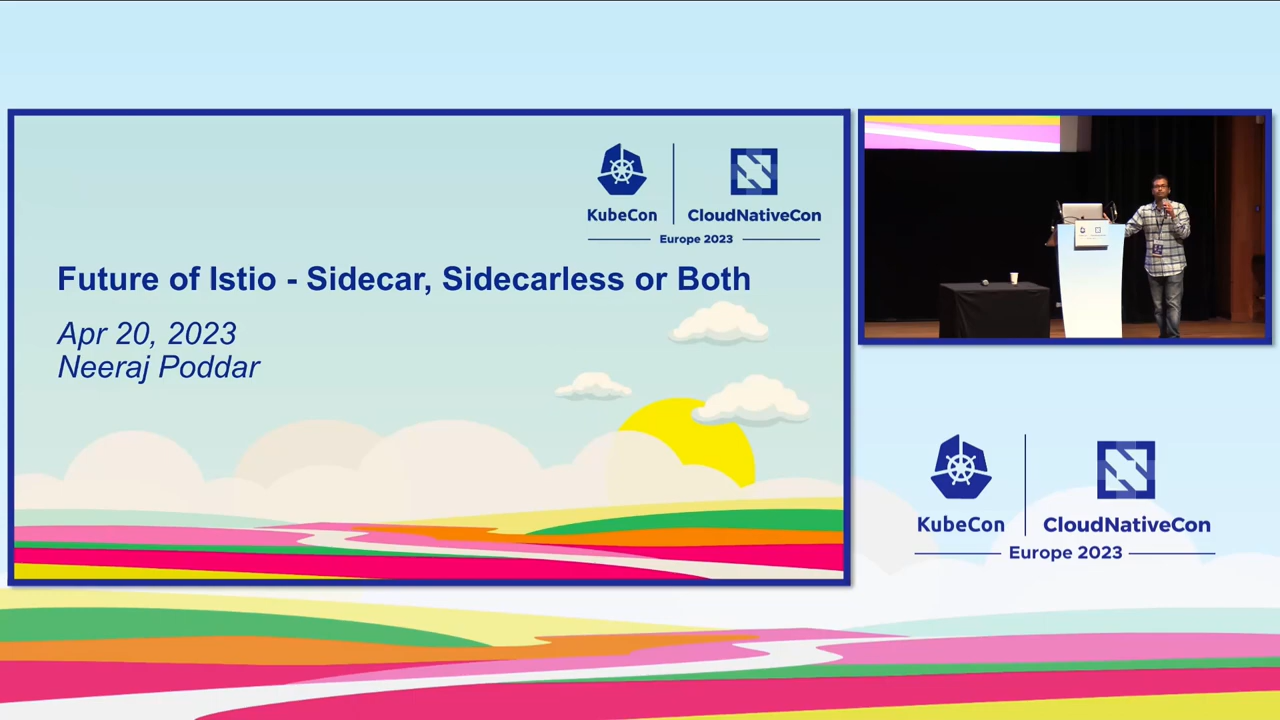 KubeCon
CloudNativeCon
Europe 2023
Future of Istio - Sidecar, Sidecarless or Both
Apr 20, 2023
Neeraj Poddar
KubeCon
CloudNativeCon
Europe 2023